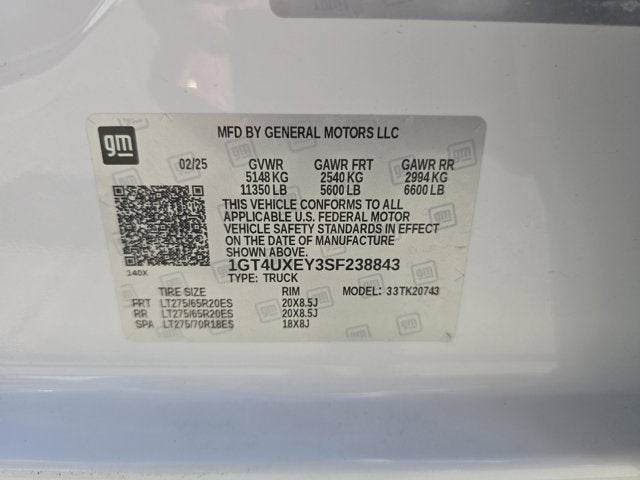 gm
MFD BY GENERAL MOTORS LLC
02/25 GVWR GAWR FRT GAWR RR
5148 KG 2540 KG 2994 KG
11350 LB 5600 LB 6600 LB
THIS VEHICLE CONFORMS TO ALL
APPLICABLE U.S. FEDERAL MOTOR
VEHICLE SAFETY STANDARDS IN EFFECT
ON THE DATE OF MANUFACTURE
SHOWN ABOVE.
140X 1GT4UXEY3SF238843
TYPE: TRUCK
TIRE SIZE RIM MODEL: 33TK20743
FRT LT275/65R20ES 20X8.5J
RR LT275/65R20ES 20X8.5J
SPA LT275/70R18ES 18X8J